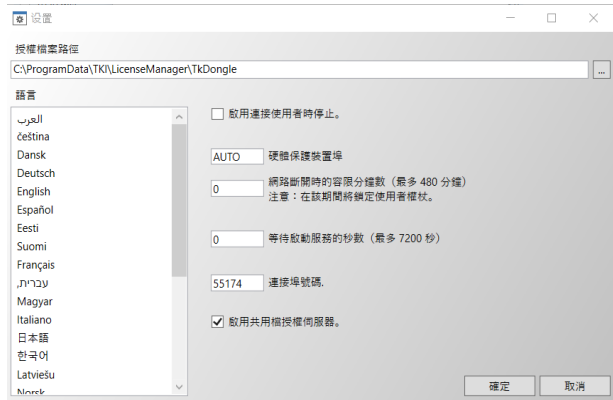 设置
授權檔案路徑
C:\ProgramData\TKI\LicenseManager\TkDongle
...
語言
العرب
čeština
Dansk
Deutsch
English
Español
Eesti
Suomi
Français
עברית,
Magyar
Italiano
日本語
한국어
Latviešu
Norsk
啟用連接使用者時停止。
AUTO 硬體保護裝置埠
0 網路斷開時的容限分鐘數（最多 480 分鐘）
注意：在該期間將鎖定使用者權杖。
0 等待啟動服務的秒數（最多 7200 秒）
55174 連接埠號碼.
啟用共用檔授權伺服器。
確定 取消